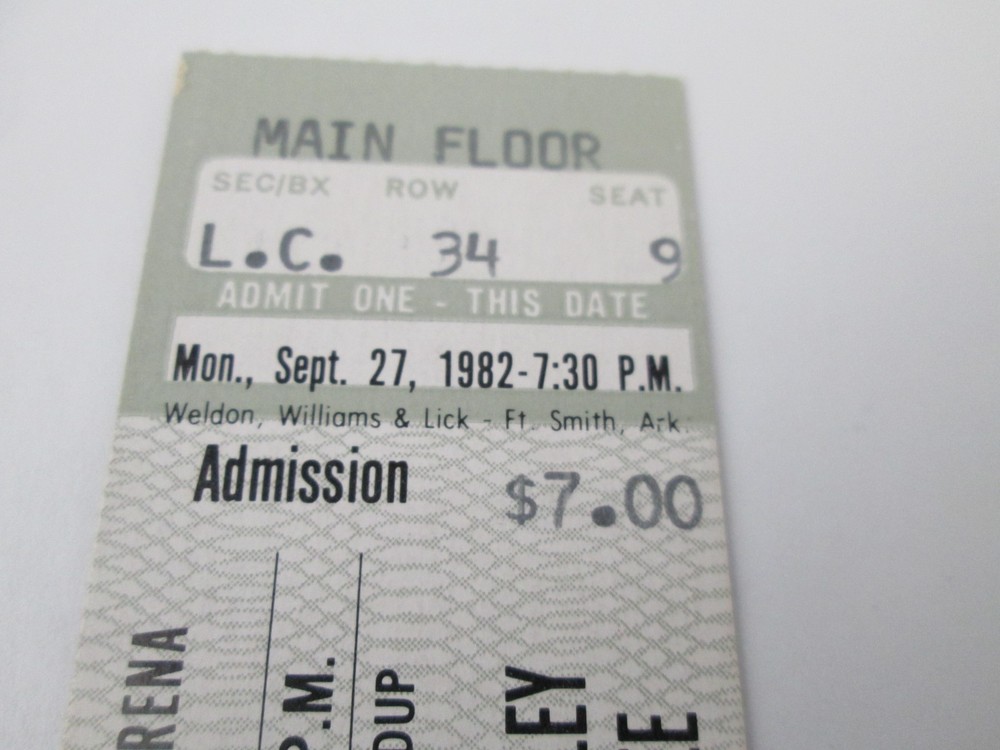 MAIN FLOOR
SEC/BX ROW SEAT
L.C. 34 9
ADMIT ONE - THIS DATE
Mon., Sept. 27, 1982-7:30 P.M.
Weldon, Williams & Lick - Ft. Smith, Ark.
Admission $7.00
RENA
P.M.
OUP
LEY
E